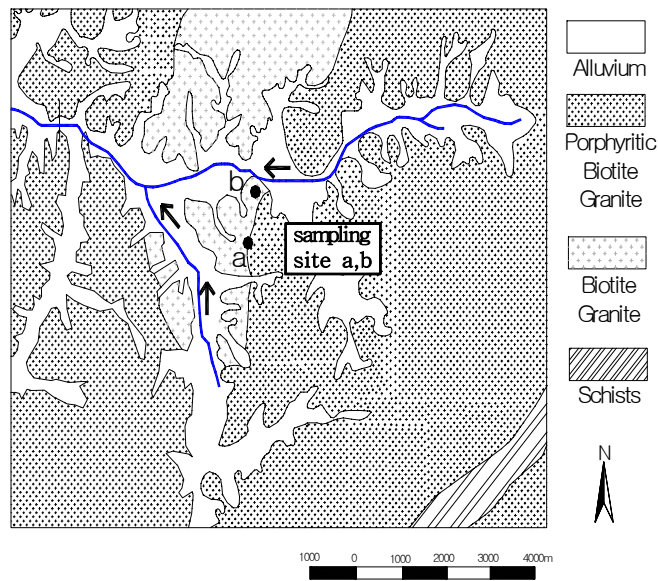 Alluvium
Porphyritic
Biotite
Granite
b
sampling
site a,b
a
Biotite
Granite
Schists
N
1000 0 1000 2000 3000 4000m